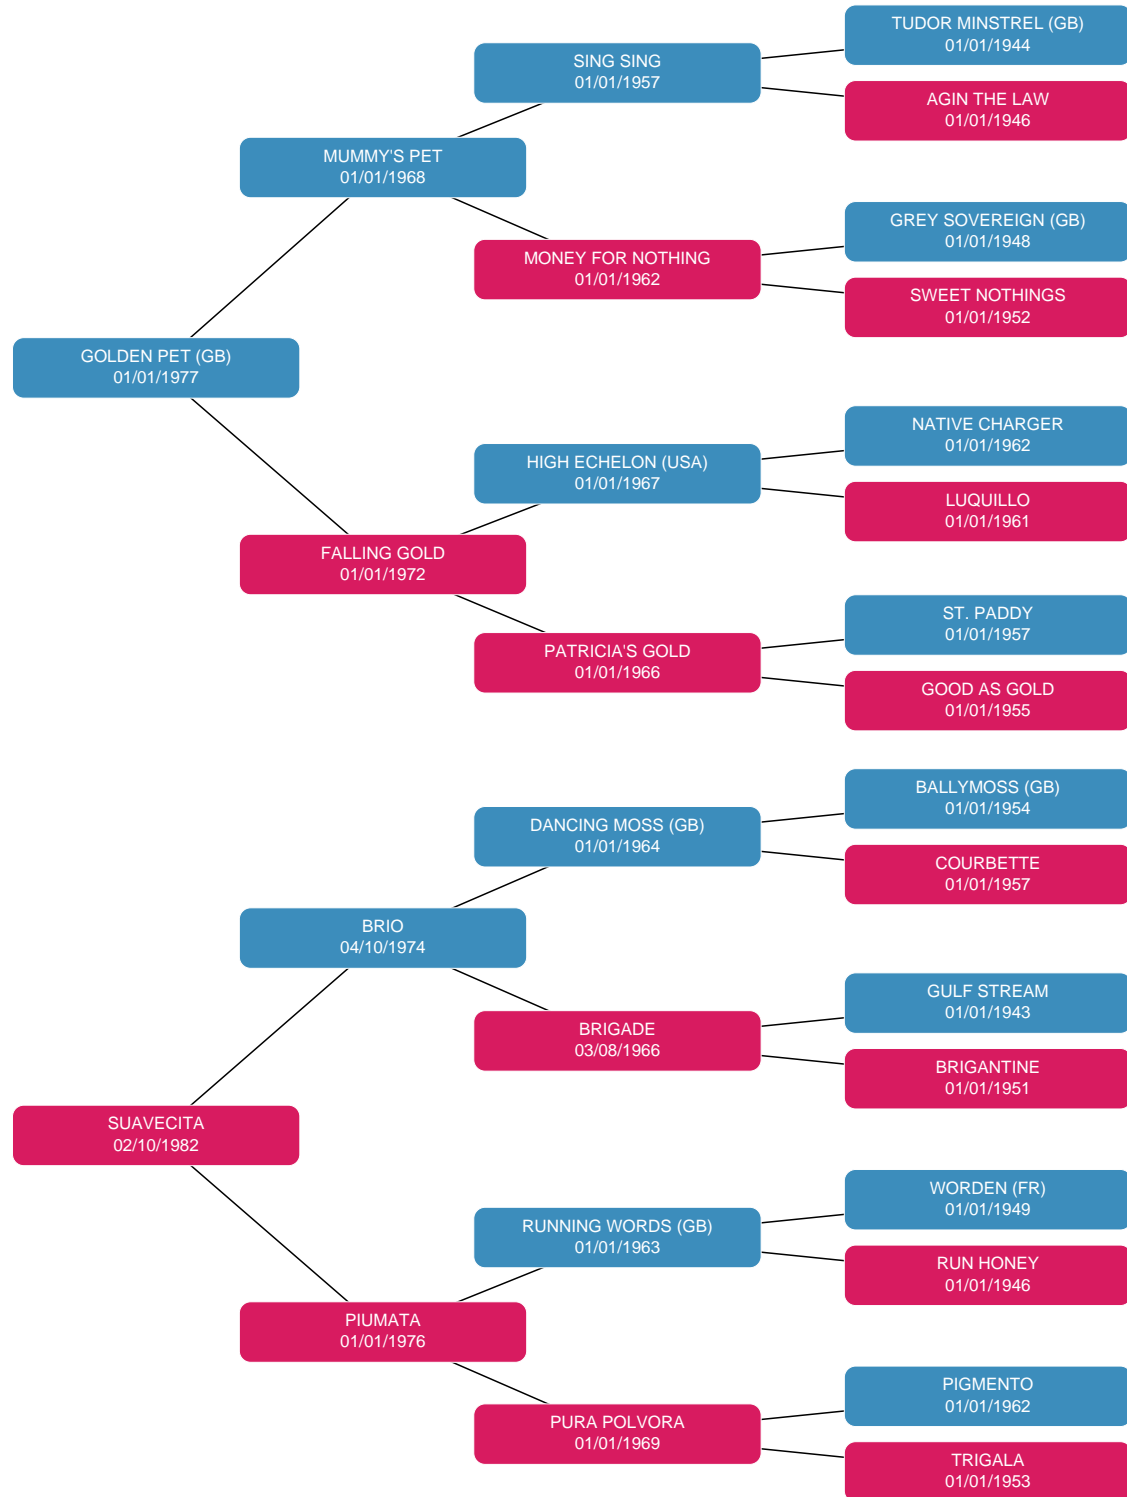 TUDOR MINSTREL (GB)
01/01/1944
SING SING
01/01/1957
AGIN THE LAW
01/01/1946
MUMMY'S PET
01/01/1968
GREY SOVEREIGN (GB)
01/01/1948
MONEY FOR NOTHING
01/01/1962
SWEET NOTHINGS
01/01/1952
GOLDEN PET (GB)
01/01/1977
NATIVE CHARGER
01/01/1962
HIGH ECHELON (USA)
01/01/1967
LUQUILLO
01/01/1961
FALLING GOLD
01/01/1972
ST. PADDY
01/01/1957
PATRICIA'S GOLD
01/01/1966
GOOD AS GOLD
01/01/1955
BALLYMOSS (GB)
01/01/1954
DANCING MOSS (GB)
01/01/1964
COURBETTE
01/01/1957
BRIO
04/10/1974
GULF STREAM
01/01/1943
BRIGADE
03/08/1966
BRIGANTINE
01/01/1951
SUAVECITA
02/10/1982
WORDEN (FR)
01/01/1949
RUNNING WORDS (GB)
01/01/1963
RUN HONEY
01/01/1946
PIUMATA
01/01/1976
PIGMENTO
01/01/1962
PURA POLVORA
01/01/1969
TRIGALA
01/01/1953